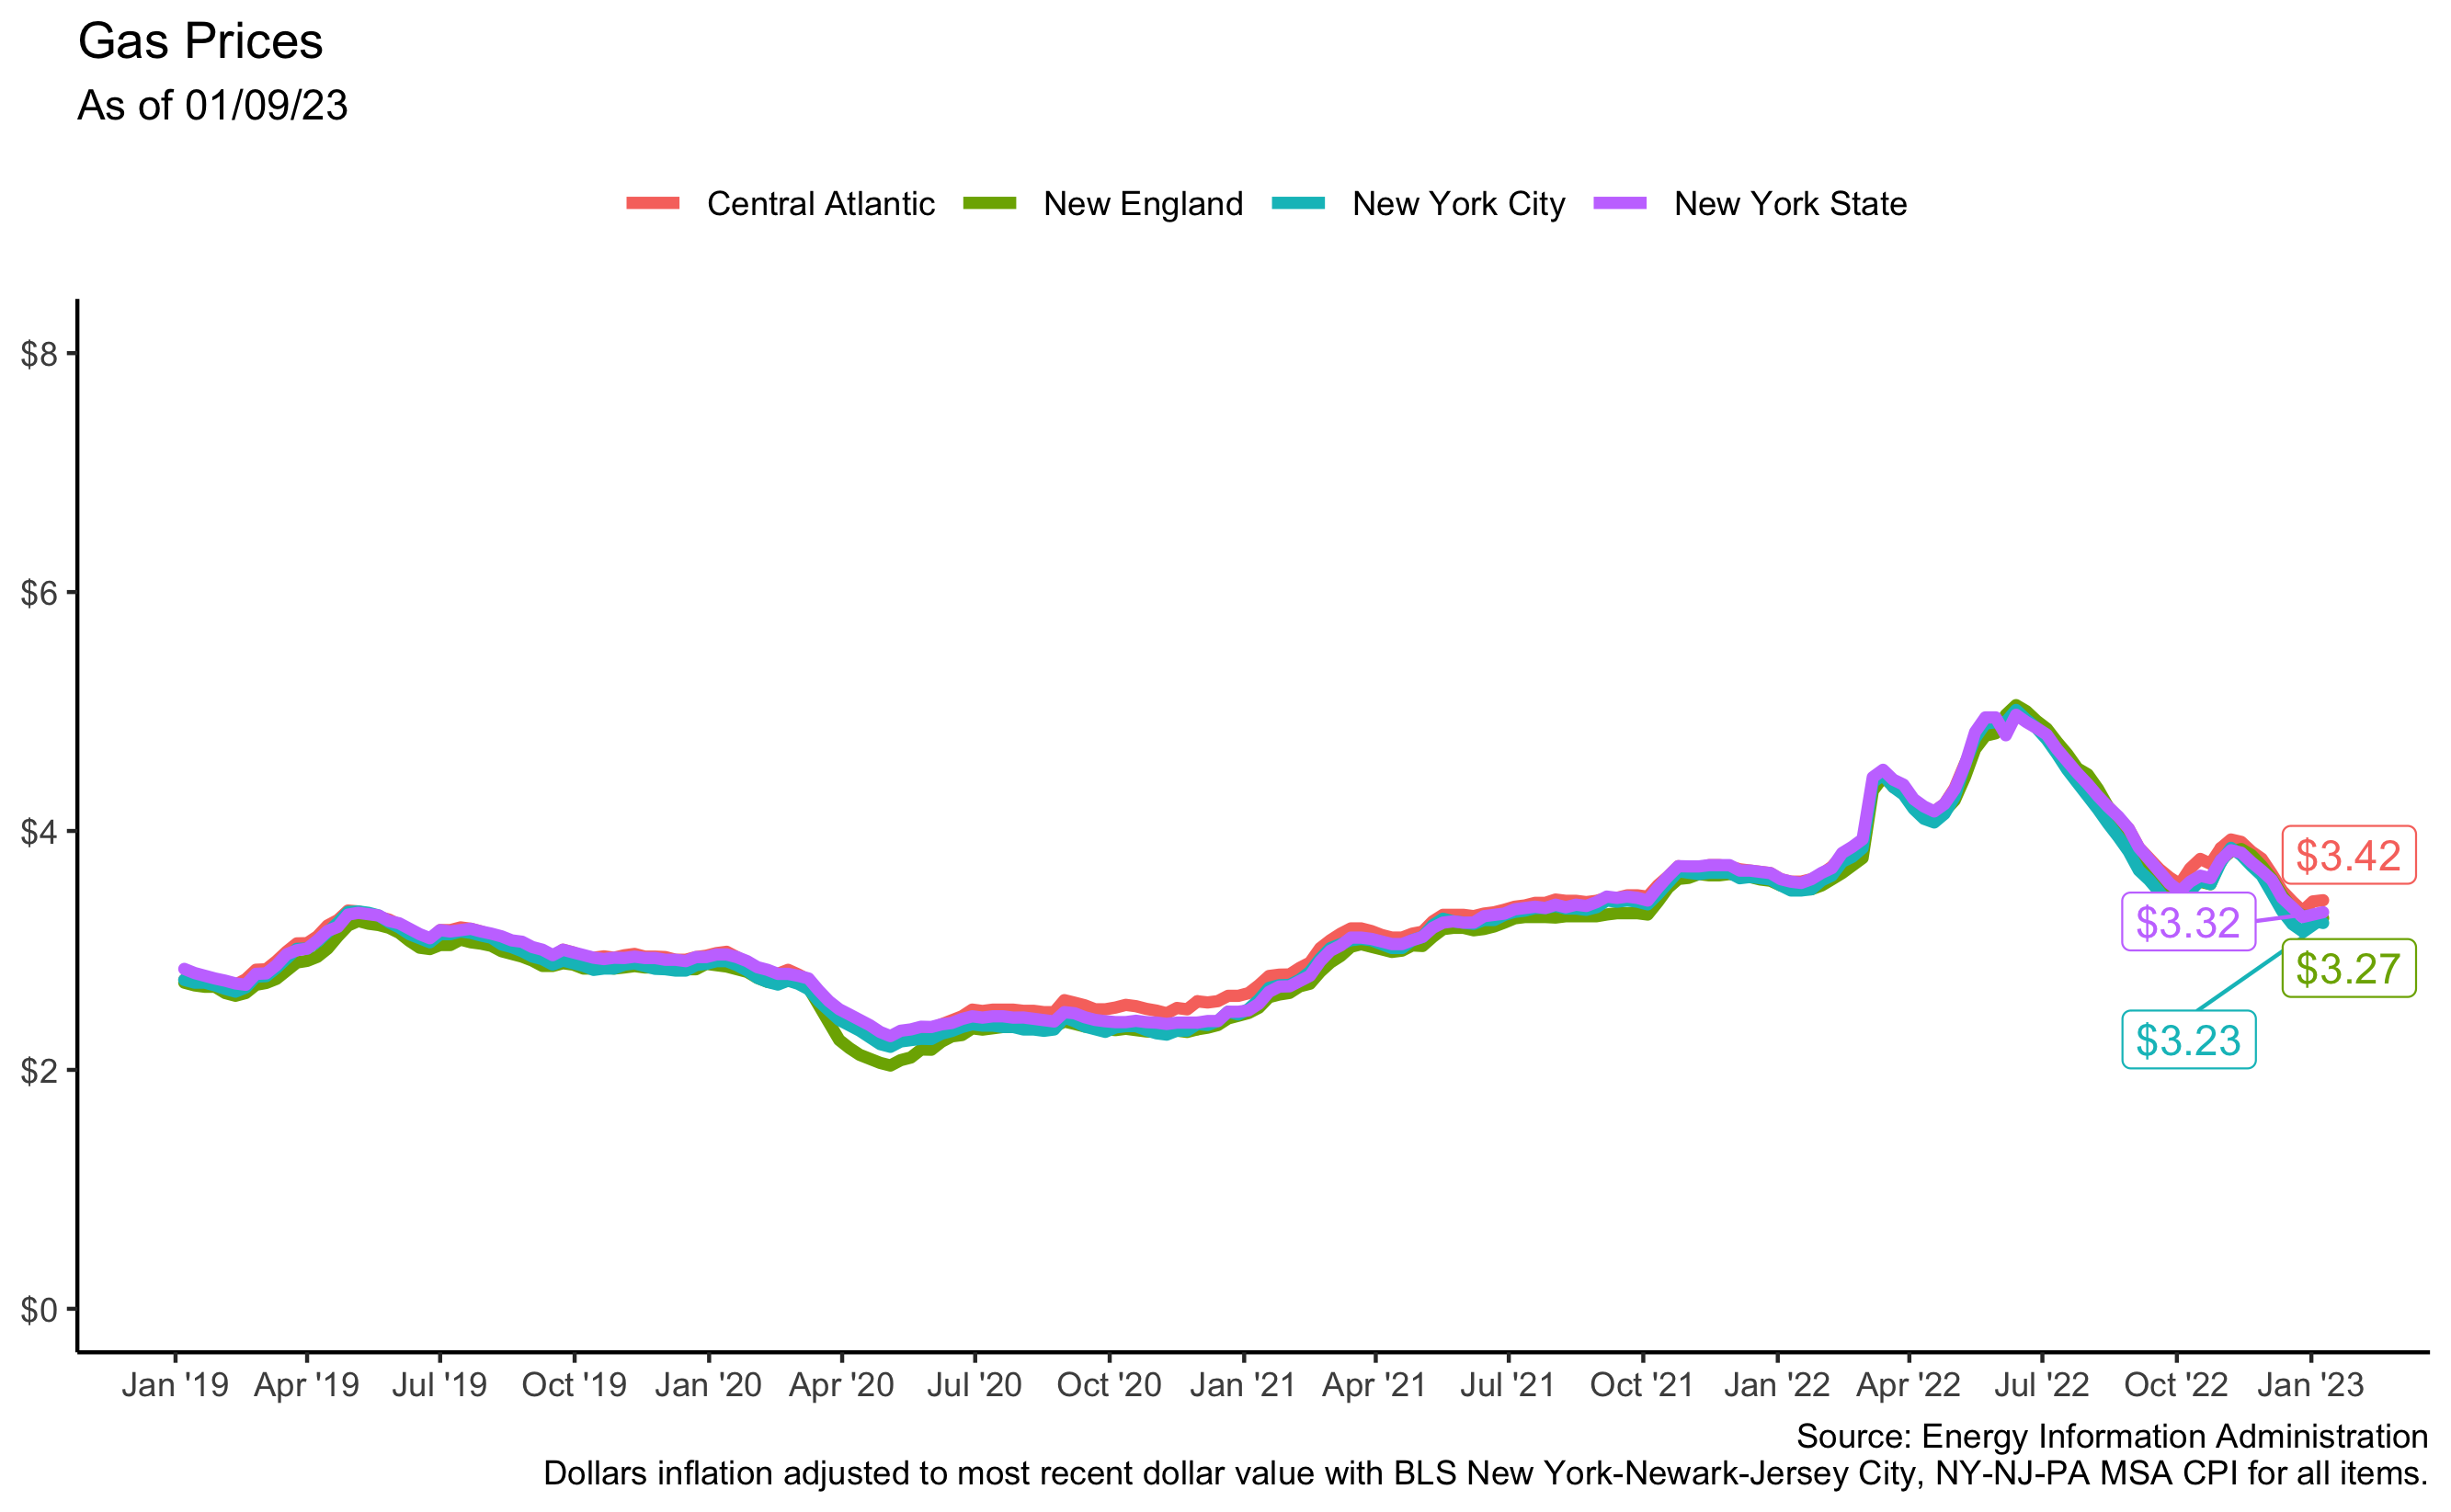 Gas Prices
As of 01/09/23
Central Atlantic New England New York City New York State
$8
$6
$4
$2
$0
$3.42
$3.32
$3.27
$3.23
Jan '19 Apr '19 Jul '19 Oct '19 Jan '20 Apr '20 Jul '20 Oct '20 Jan '21 Apr '21 Jul '21 Oct '21 Jan '22 Apr '22 Jul '22 Oct '22 Jan '23
Source: Energy Information Administration
Dollars inflation adjusted to most recent dollar value with BLS New York-Newark-Jersey City, NY-NJ-PA MSA CPI for all items.